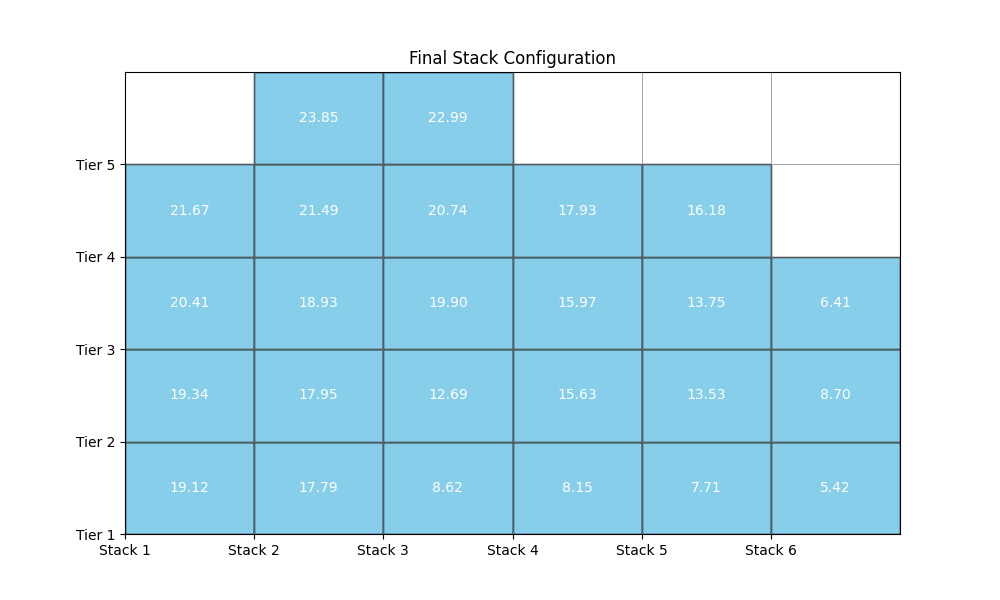 Final Stack Configuration
23.85 22.99
Tier 5
21.67 21.49 20.74 17.93 16.18
Tier 4
20.41 18.93 19.90 15.97 13.75 6.41
Tier 3
19.34 17.95 12.69 15.63 13.53 8.70
Tier 2
19.12 17.79 8.62 8.15 7.71 5.42
Tier 1
Stack 1 Stack 2 Stack 3 Stack 4 Stack 5 Stack 6